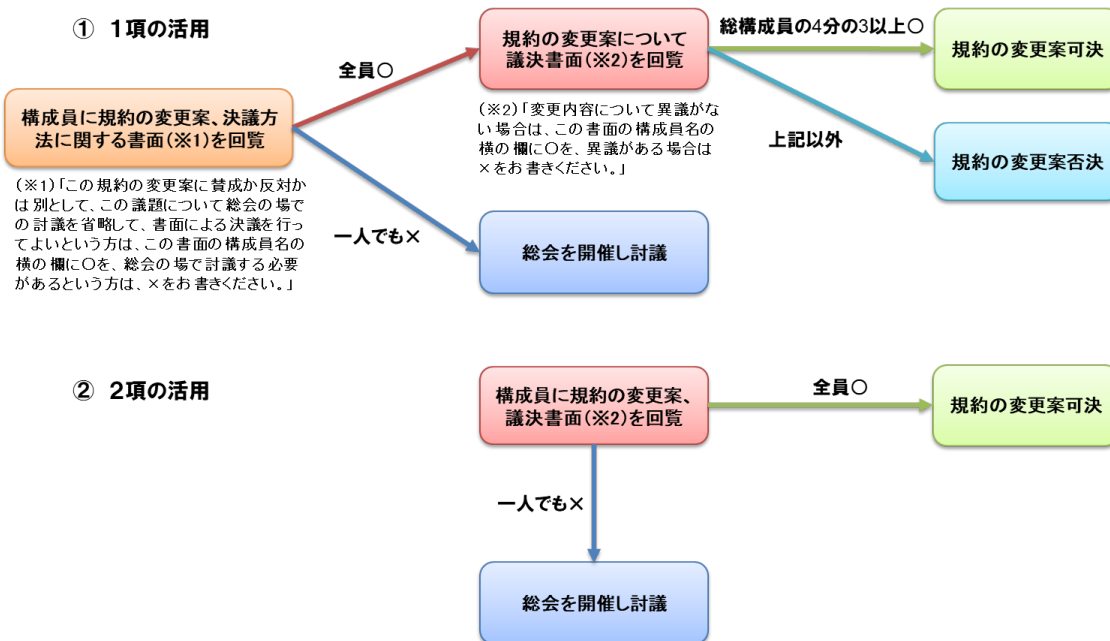 ① 1項の活用
構成員に規約の変更案、決議方
法に関する書面(※1)を回覧
(※1)「この規約の変更案に賛成か反対か
は別として、この議題について総会の場で
の討議を省略して、書面による決議を行っ
てよいという方は、この書面の構成員名の
横の欄に○を、総会の場で討議する必要
があるという方は、×をお書きください。」
全員○
一人でも×
規約の変更案について
議決書面(※2)を回覧
(※2)「変更内容について異議がな
い場合は、この書面の構成員名の
横の欄に○を、異議がある場合は
×をお書きください。」
総会を開催し討議
総構成員の4分の3以上○
上記以外
規約の変更案可決
規約の変更案否決
② 2項の活用
構成員に規約の変更案、
議決書面(※2)を回覧
全員○
規約の変更案可決
一人でも×
総会を開催し討議